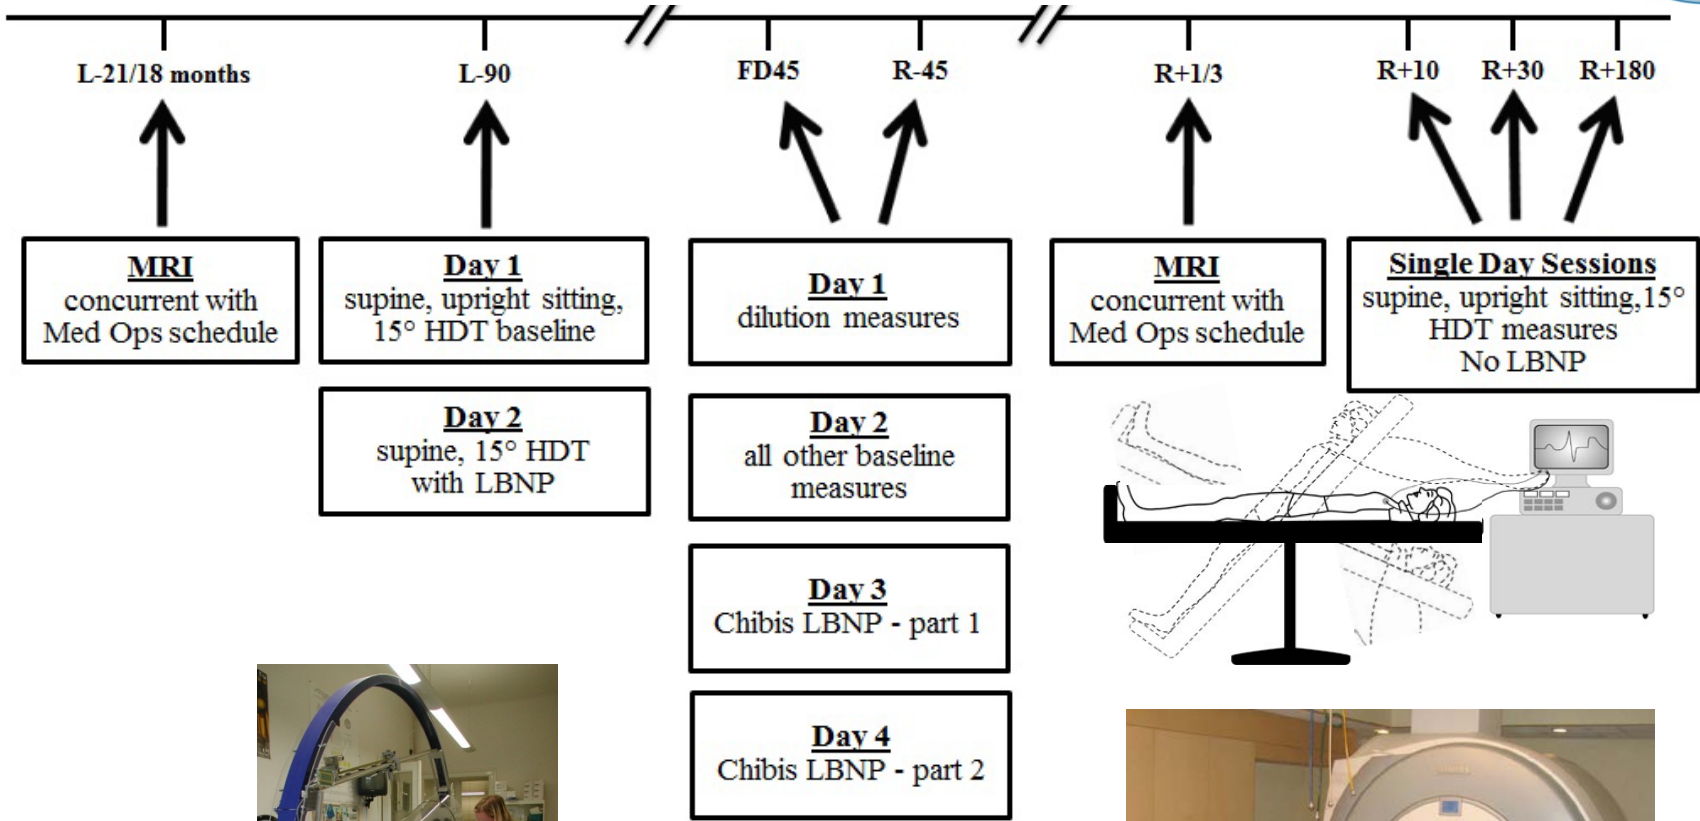 L-21/18 months
L-90
FD45
R-45
R+1/3
R+10
R+30
R+180
MRI
concurrent with
Med Ops schedule
Day 1
supine, upright sitting,
15° HDT baseline
Day 2
supine, 15° HDT
with LBNP
Day 1
dilution measures
Day 2
all other baseline
measures
Day 3
Chibis LBNP - part 1
Day 4
Chibis LBNP - part 2
MRI
concurrent with
Med Ops schedule
Single Day Sessions
supine, upright sitting,15°
HDT measures
No LBNP